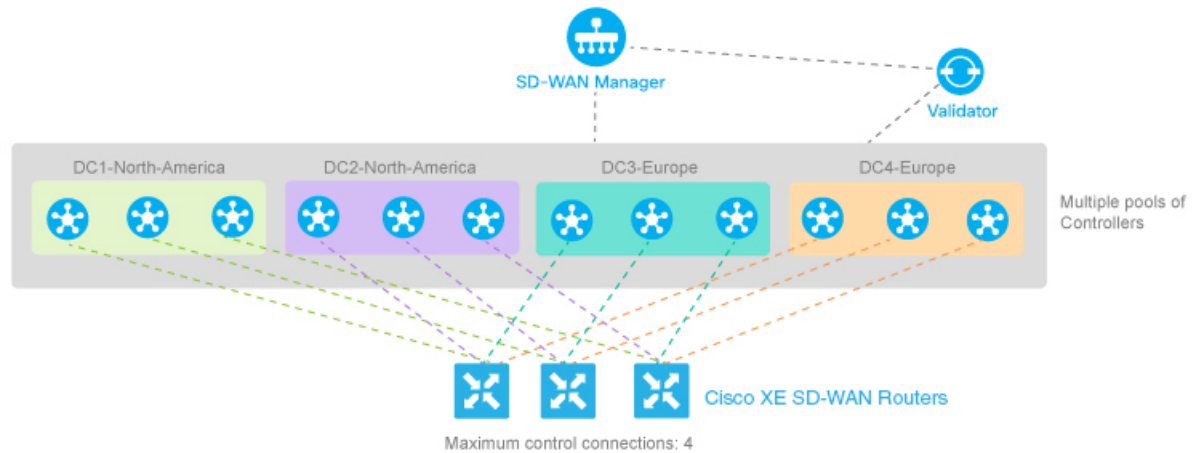 SD-WAN Manager
Validator
DC1-North-America
DC2-North-America
DC3-Europe
DC4-Europe
Multiple pools of
Controllers
Cisco XE SD-WAN Routers
Maximum control connections: 4